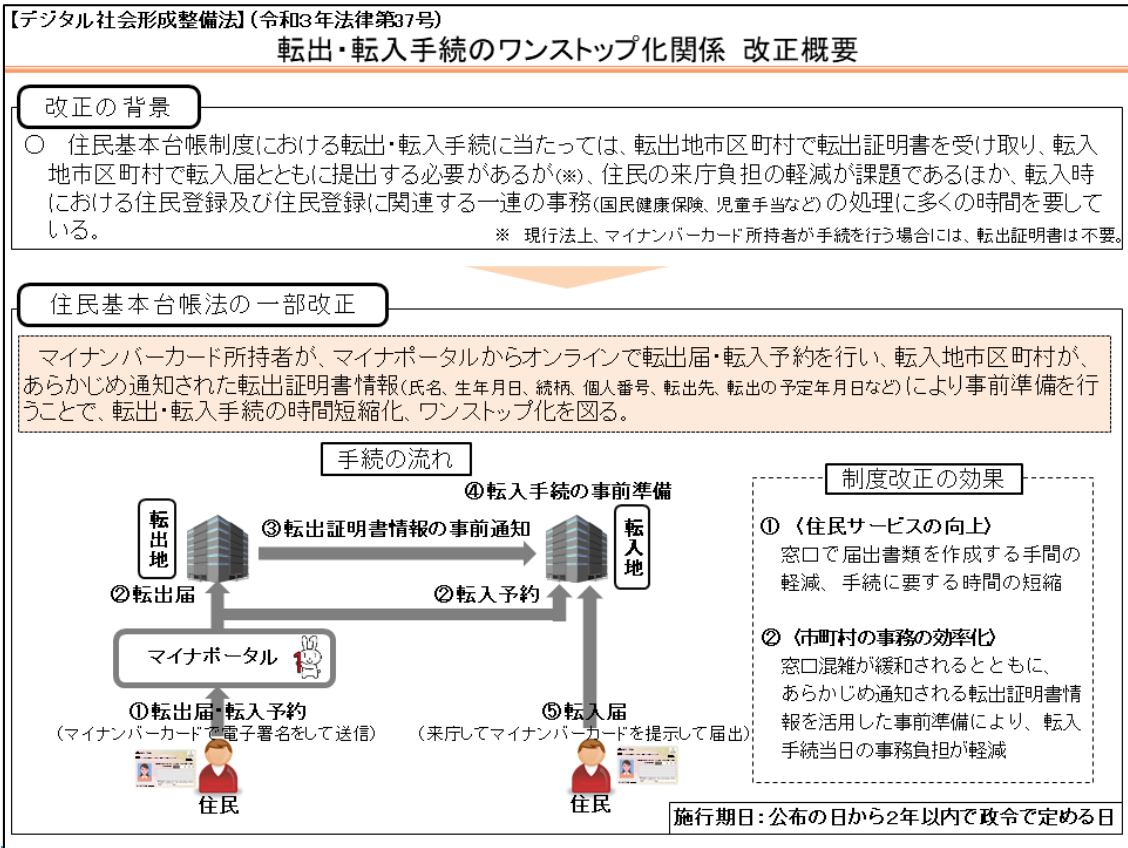 【デジタル社会形成整備法】(令和3年法律第37号)
転出・転入手続のワンストップ化関係 改正概要
改正の背景
○ 住民基本台帳制度における転出・転入手続に当たっては、転出地市区町村で転出証明書を受け取り、転入
地市区町村で転入届とともに提出する必要があるが(※)、住民の来庁負担の軽減が課題であるほか、転入時
における住民登録及び住民登録に関連する一連の事務(国民健康保険、児童手当など)の処理に多くの時間を要して
いる。
※ 現行法上、マイナンバーカード所持者が手続を行う場合には、転出証明書は不要。
住民基本台帳法の一部改正
マイナンバーカード所持者が、マイナポータルからオンラインで転出届・転入予約を行い、転入地市区町村が、
あらかじめ通知された転出証明書情報(氏名、生年月日、続柄、個人番号、転出先、転出の予定年月日など)により事前準備を行
うことで、転出・転入手続の時間短縮化、ワンストップ化を図る。
手続の流れ
④転入手続の事前準備
転出地
③転出証明書情報の事前通知
転入地
②転出届
②転入予約
マイナポータル
①転出届・転入予約
(マイナンバーカードで電子署名をして送信)
住民
⑤転入届
(来庁してマイナンバーカードを提示して届出)
住民
制度改正の効果
① 〈住民サービスの向上〉
窓口で届出書類を作成する手間の
軽減、手続に要する時間の短縮
② 〈市町村の事務の効率化〉
窓口混雑が緩和されるとともに、
あらかじめ通知される転出証明書情
報を活用した事前準備により、転入
手続当日の事務負担が軽減
施行期日:公布の日から2年以内で政令で定める日